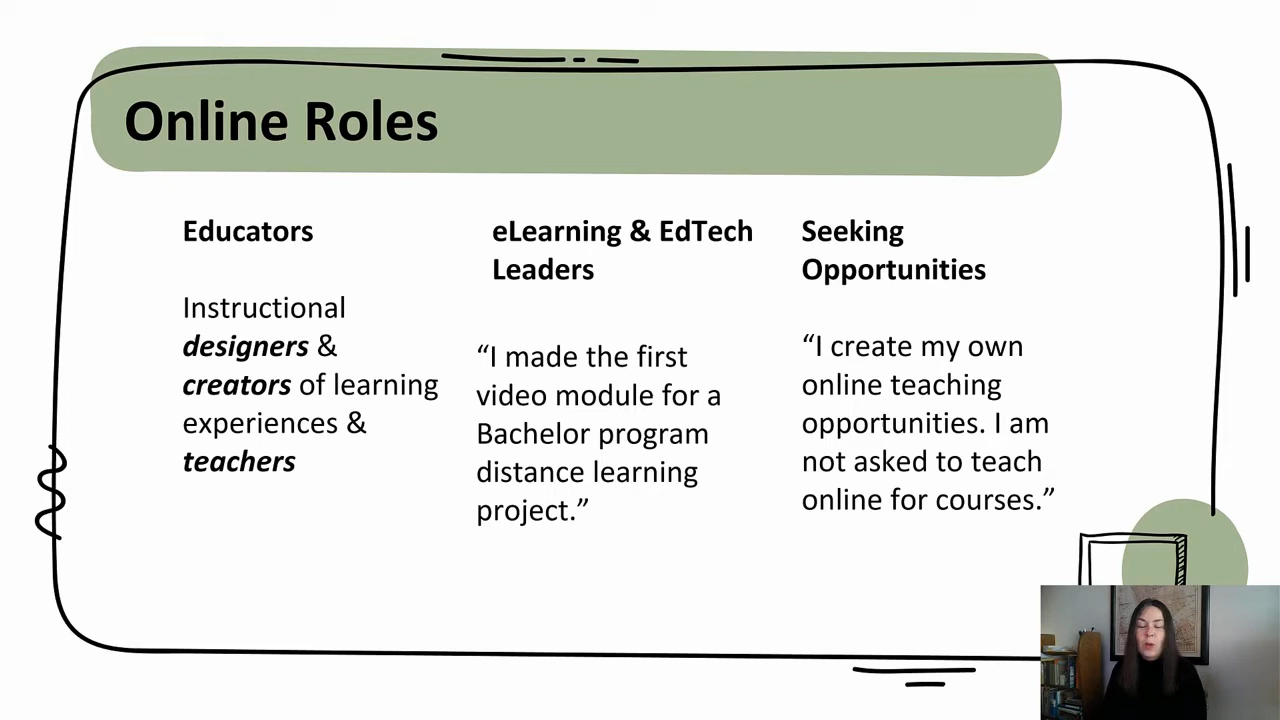 Online Roles
Educators
Instructional
designers &
creators of learning
experiences &
teachers
eLearning & EdTech
Leaders
“I made the first
video module for a
Bachelor program
distance learning
project.”
Seeking
Opportunities
“I create my own
online teaching
opportunities. I am
not asked to teach
online for courses.”